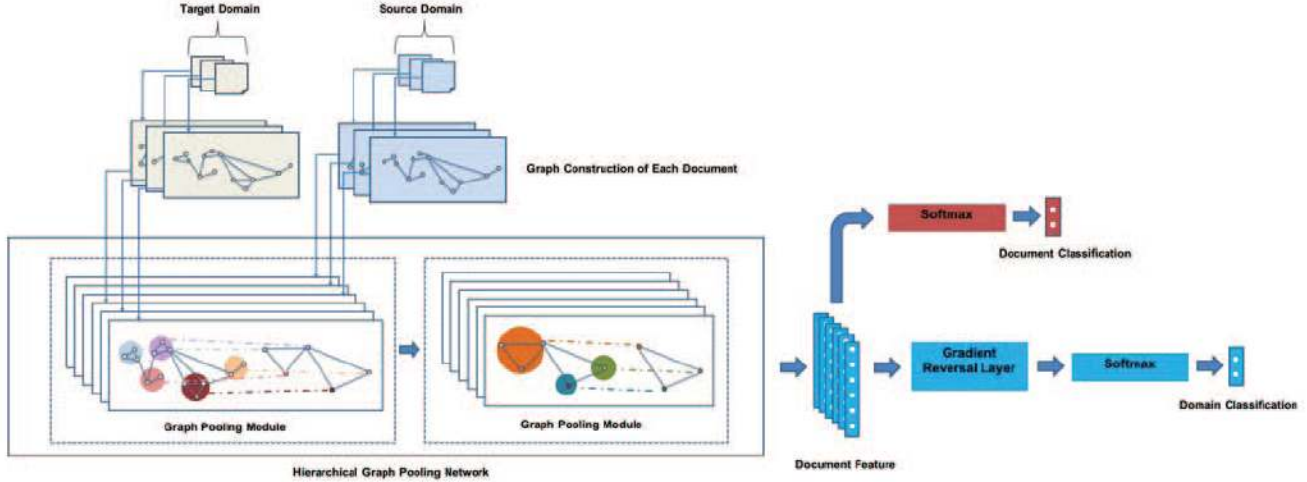 Target Domain
Source Domain
Graph Construction of Each Document
Softmax
Document Classification
Gradient
Reversal Layer
Softmax
Domain Classification
Graph Pooling Module
Graph Pooling Module
Document Feature
Hierarchical Graph Pooling Network